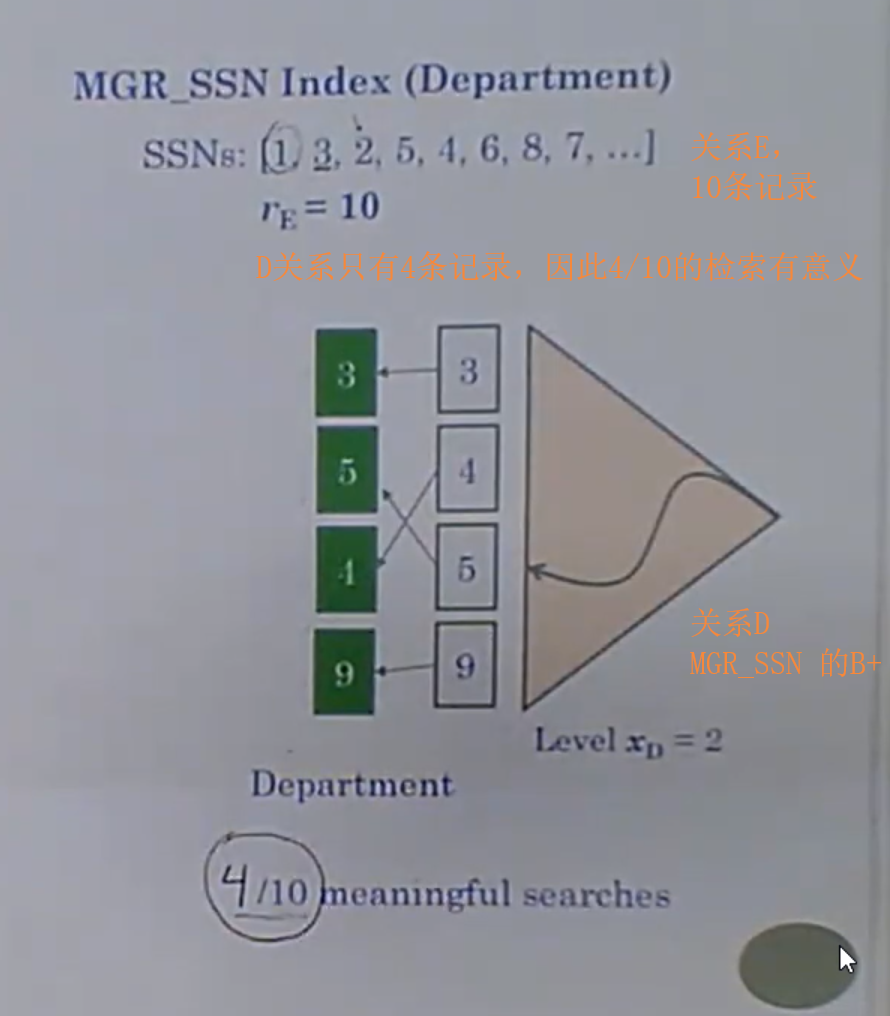 MGR_SSN Index (Department)
SSNs: [1, 3, 2, 5, 4, 6, 8, 7, ...]
关系E,
10条记录
rE = 10
D关系只有4条记录，因此4/10的检索有意义
3 3
5 4
4 5
9 9
关系D
MGR_SSN 的B+
Level xD = 2
Department
4/10 meaningful searches